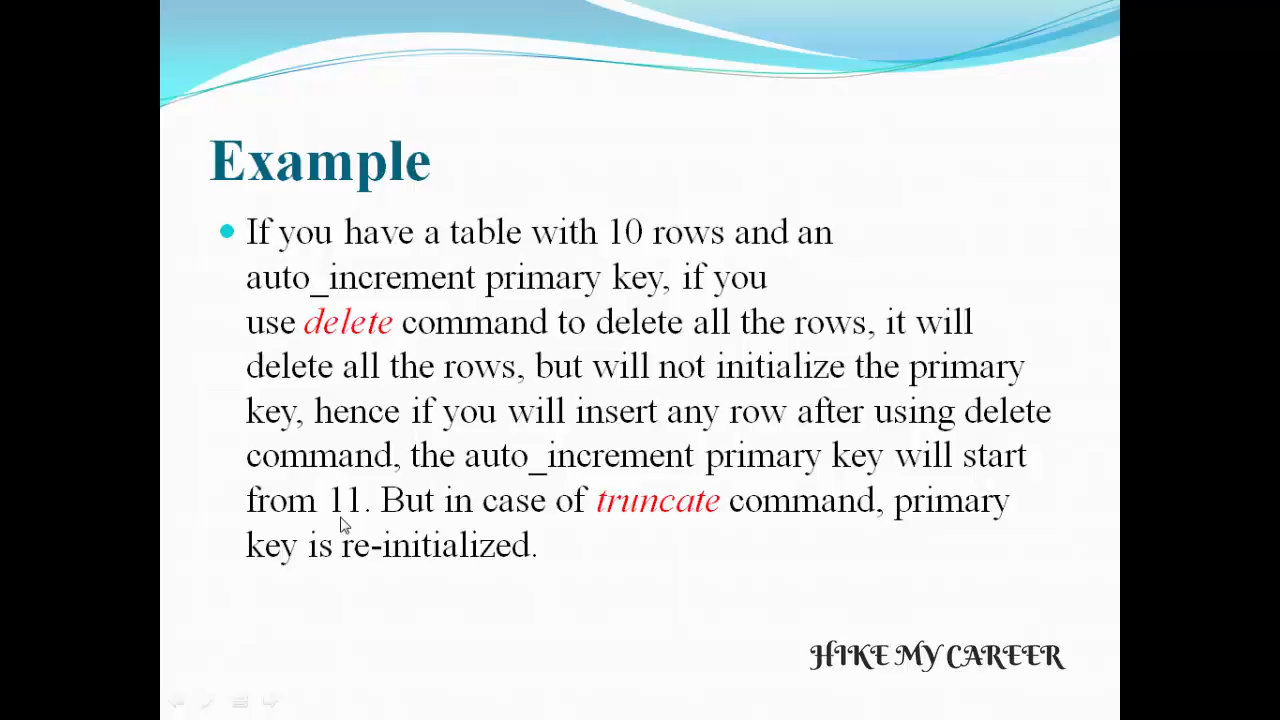 Example
If you have a table with 10 rows and an
auto_increment primary key, if you
use delete command to delete all the rows, it will
delete all the rows, but will not initialize the primary
key, hence if you will insert any row after using delete
command, the auto_increment primary key will start
from 11. But in case of truncate command, primary
key is re-initialized.
HIKE MY CAREER